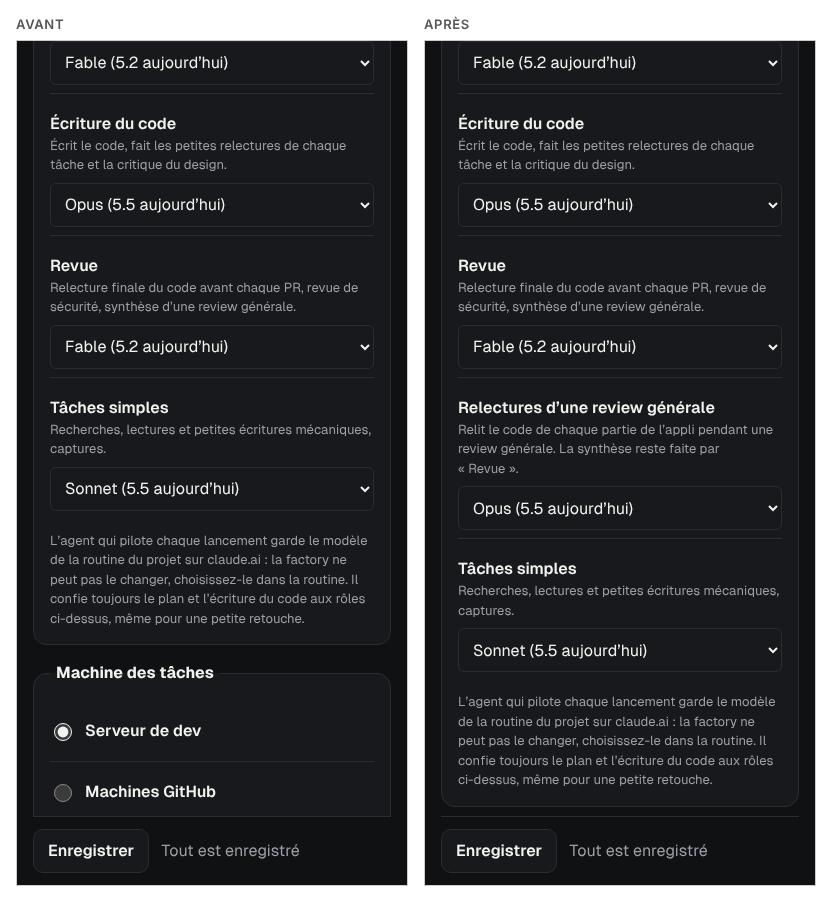 AVANT
Fable (5.2 aujourd’hui)
Écriture du code
Écrit le code, fait les petites relectures de chaque
tâche et la critique du design.
Opus (5.5 aujourd’hui)
Revue
Relecture finale du code avant chaque PR, revue de
sécurité, synthèse d’une review générale.
Fable (5.2 aujourd’hui)
Tâches simples
Recherches, lectures et petites écritures mécaniques,
captures.
Sonnet (5.5 aujourd’hui)
L’agent qui pilote chaque lancement garde le modèle
de la routine du projet sur claude.ai : la factory ne
peut pas le changer, choisissez-le dans la routine. Il
confie toujours le plan et l’écriture du code aux rôles
ci-dessus, même pour une petite retouche.
Machine des tâches
Serveur de dev
Machines GitHub
Enregistrer
Tout est enregistré
APRÈS
Fable (5.2 aujourd’hui)
Écriture du code
Écrit le code, fait les petites relectures de chaque
tâche et la critique du design.
Opus (5.5 aujourd’hui)
Revue
Relecture finale du code avant chaque PR, revue de
sécurité, synthèse d’une review générale.
Fable (5.2 aujourd’hui)
Relectures d’une review générale
Relit le code de chaque partie de l’appli pendant une
review générale. La synthèse reste faite par
« Revue ».
Opus (5.5 aujourd’hui)
Tâches simples
Recherches, lectures et petites écritures mécaniques,
captures.
Sonnet (5.5 aujourd’hui)
L’agent qui pilote chaque lancement garde le modèle
de la routine du projet sur claude.ai : la factory ne
peut pas le changer, choisissez-le dans la routine. Il
confie toujours le plan et l’écriture du code aux rôles
ci-dessus, même pour une petite retouche.
Enregistrer
Tout est enregistré